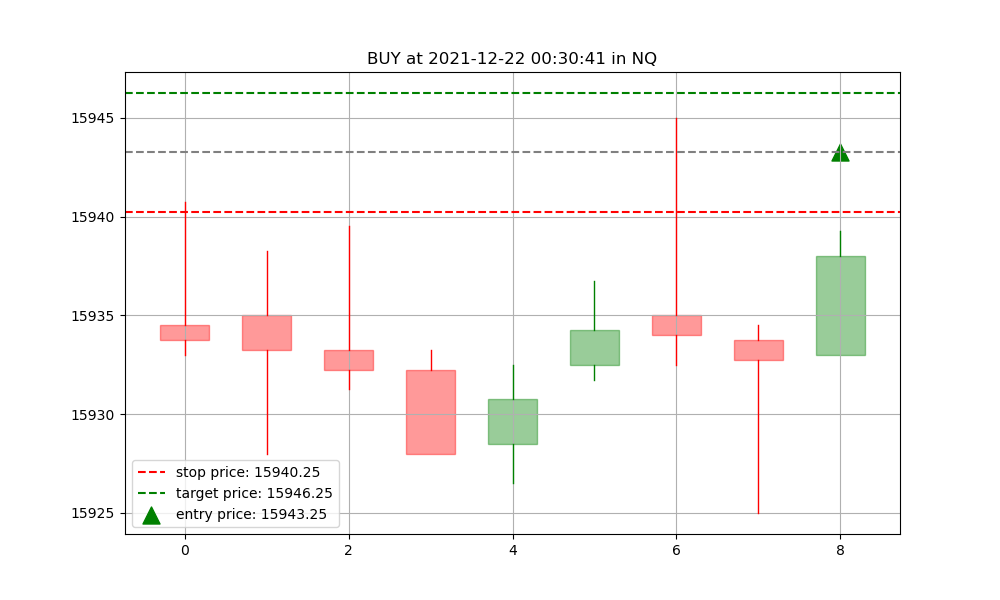 BUY at 2021-12-22 00:30:41 in NQ
15945
15940
15935
15930
15925
stop price: 15940.25
target price: 15946.25
entry price: 15943.25
0 2 4 6 8